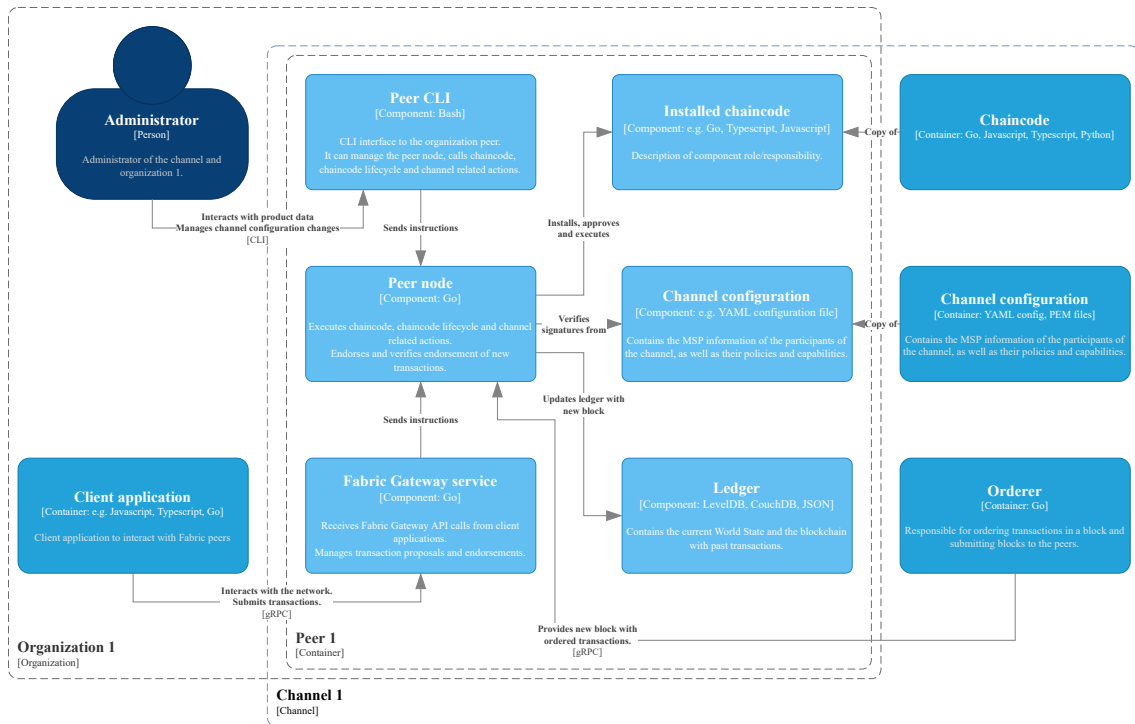 Administrator
[Person]
Administrator of the channel and
organization 1.
Peer CLI
[Component: Bash]
CLI interface to the organization peer.
It can manage the peer node, calls chaincode,
chaincode lifecycle and channel related actions.
Installed chaincode
[Component: e.g. Go, Typescript, Javascript]
Description of component role/responsibility.
Copy of
Chaincode
[Container: Go, Javascript, Typescript, Python]
Interacts with product data
Manages channel configuration changes
[CLI]
Sends instructions
Installs, approves
and executes
Peer node
[Component: Go]
Executes chaincode, chaincode lifecycle and channel
related actions.
Endorses and verifies endorsement of new
transactions.
Verifies
signatures from
Channel configuration
[Component: e.g. YAML configuration file]
Contains the MSP information of the participants of
the channel, as well as their policies and capabilities.
Copy of
Channel configuration
[Container: YAML config, PEM files]
Contains the MSP information of the participants of
the channel, as well as their policies and capabilities.
Updates ledger with
new block
Sends instructions
Client application
[Container: e.g. Javascript, Typescript, Go]
Client application to interact with Fabric peers
Fabric Gateway service
[Component: Go]
Receives Fabric Gateway API calls from client
applications.
Manages transaction proposals and endorsements.
Ledger
[Component: LevelDB, CouchDB, JSON]
Contains the current World State and the blockchain
with past transactions.
Orderer
[Container: Go]
Responsible for ordering transactions in a block and
submitting blocks to the peers.
Interacts with the network.
Submits transactions.
[gRPC]
Provides new block with
ordered transactions.
[gRPC]
Organization 1
[Organization]
Peer 1
[Container]
Channel 1
[Channel]